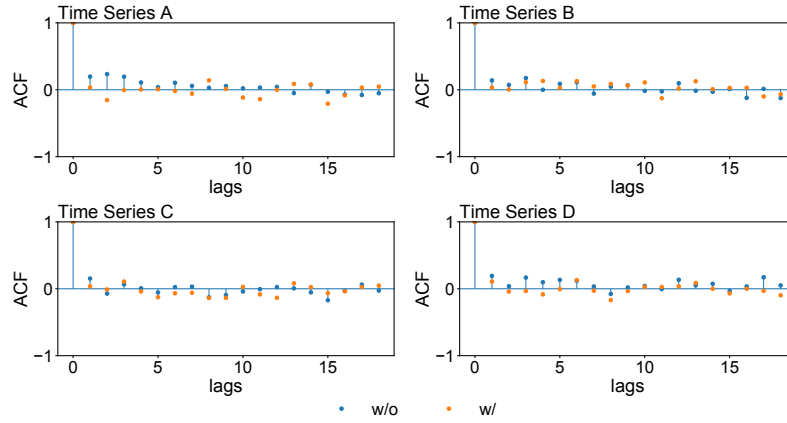 Time Series A
Time Series B
1
0
−1
ACF
0 5 10 15
lags
1
0
−1
ACF
0 5 10 15
lags
Time Series C
Time Series D
1
0
−1
ACF
0 5 10 15
lags
1
0
−1
ACF
0 5 10 15
lags
w/o w/